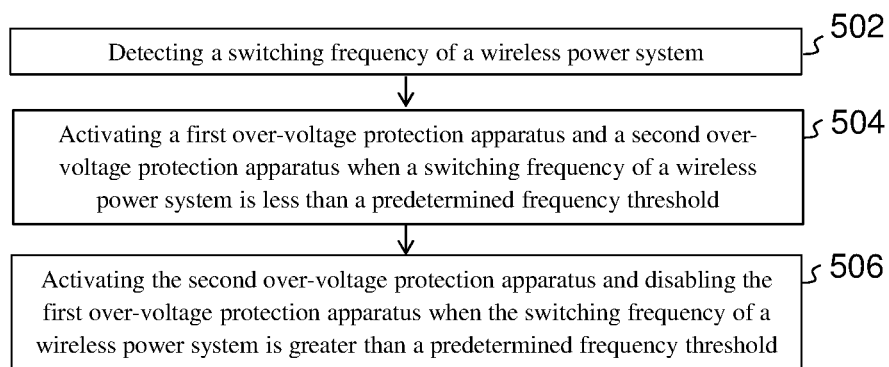 502
Detecting a switching frequency of a wireless power system
504
Activating a first over-voltage protection apparatus and a second over-
voltage protection apparatus when a switching frequency of a wireless
power system is less than a predetermined frequency threshold
506
Activating the second over-voltage protection apparatus and disabling the
first over-voltage protection apparatus when the switching frequency of a
wireless power system is greater than a predetermined frequency threshold